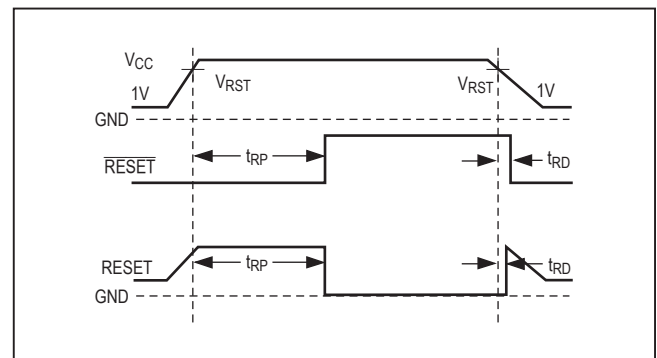 VCC
1V
VRST
VRST
1V
GND
RESET
tRP
tRD
RESET
tRP
tRD
GND